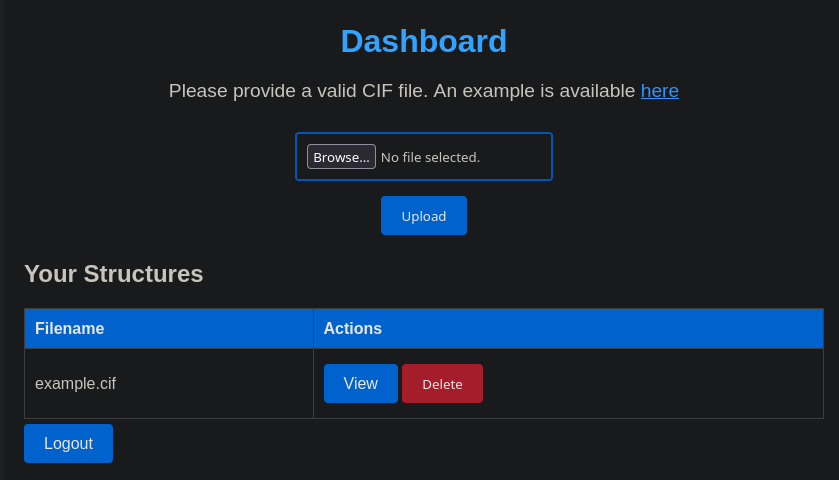 Dashboard
Please provide a valid CIF file. An example is available here
Browse... No file selected.
Upload
Your Structures
Filename Actions
example.cif View Delete
Logout